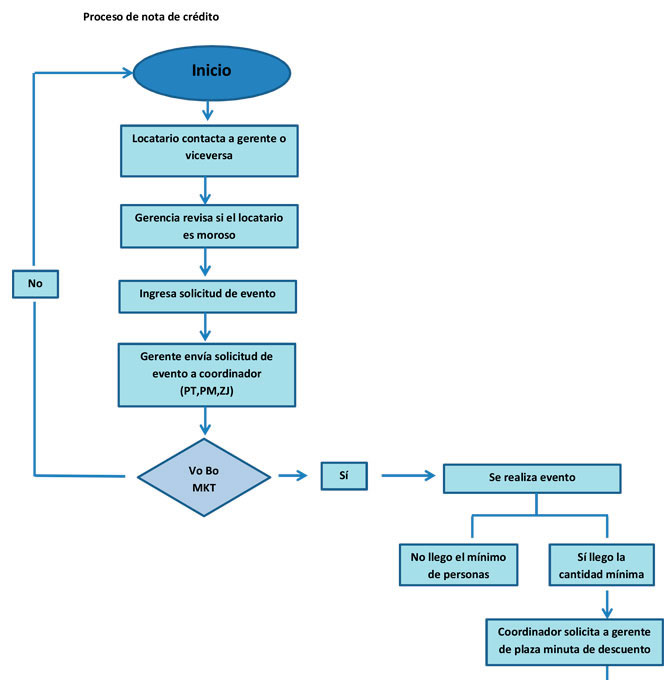 Proceso de nota de crédito
Inicio
Locatario contacta a gerente o
viceversa
Gerencia revisa si el locatario
es moroso
No
Ingresa solicitud de evento
Gerente envía solicitud de
evento a coordinador
(PT,PM,ZJ)
Vo Bo
MKT
Sí
Se realiza evento
No llego el mínimo
de personas
Sí llego la
cantidad mínima
Coordinador solicita a gerente
de plaza minuta de descuento